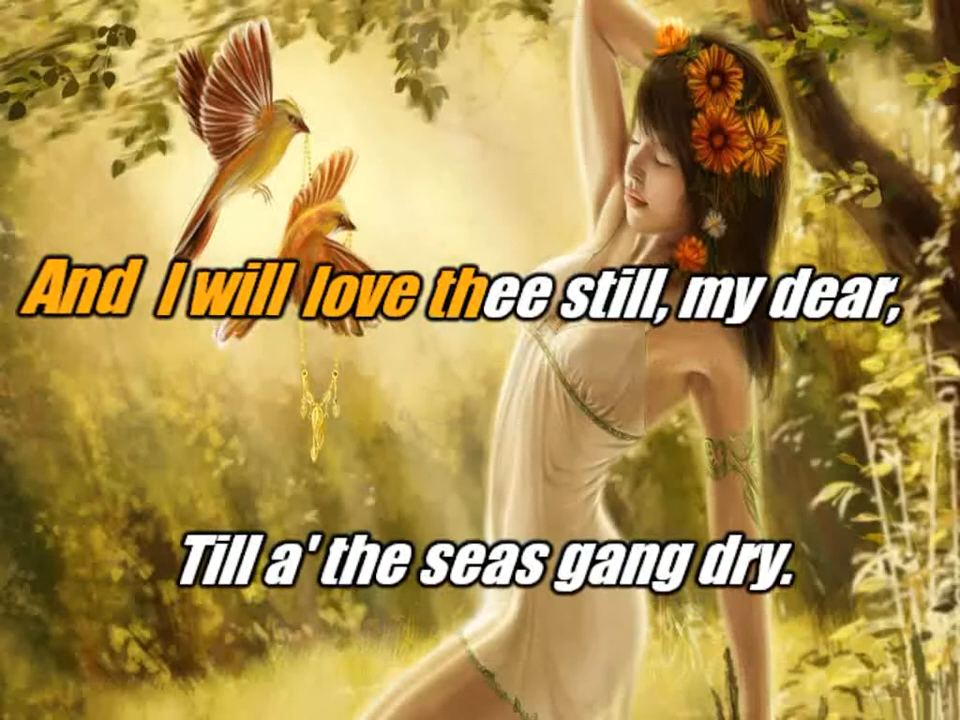 And I will love thee still, my dear,
Till a' the seas gang dry.